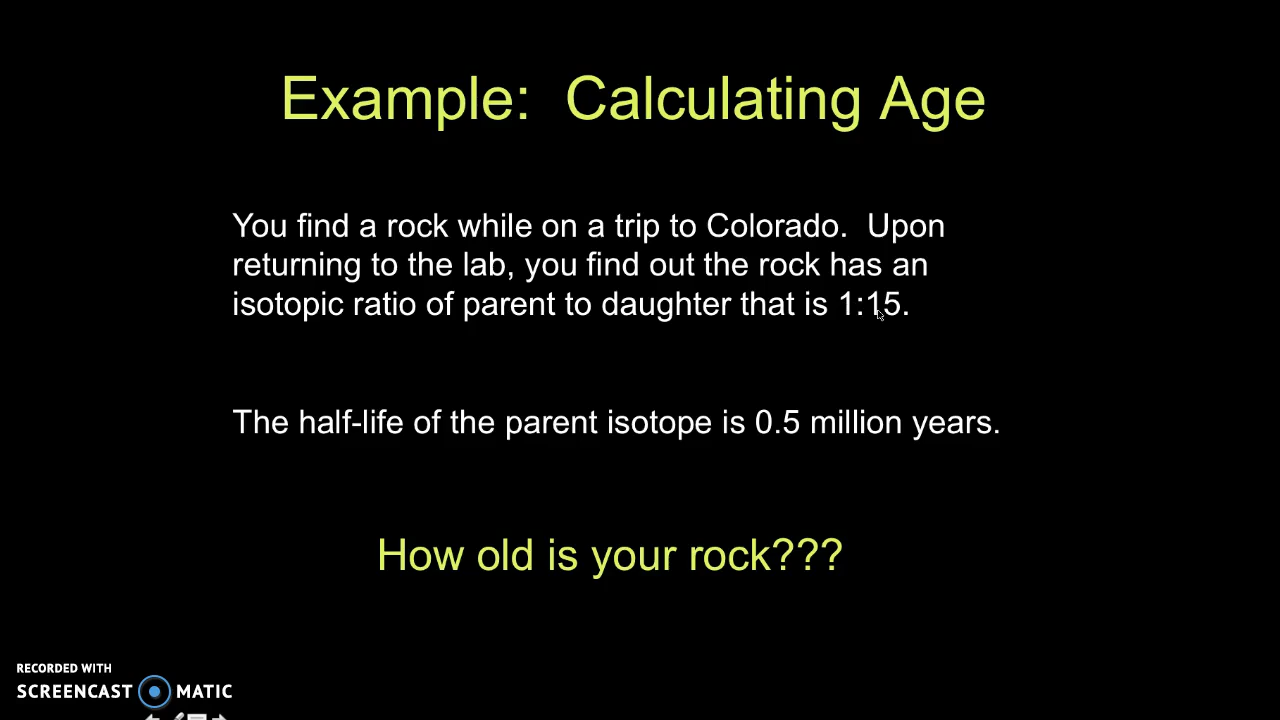 Example:  Calculating Age
You find a rock while on a trip to Colorado.  Upon
returning to the lab, you find out the rock has an
isotopic ratio of parent to daughter that is 1:15.
The half-life of the parent isotope is 0.5 million years.
How old is your rock???
RECORDED WITH
SCREENCAST MATIC